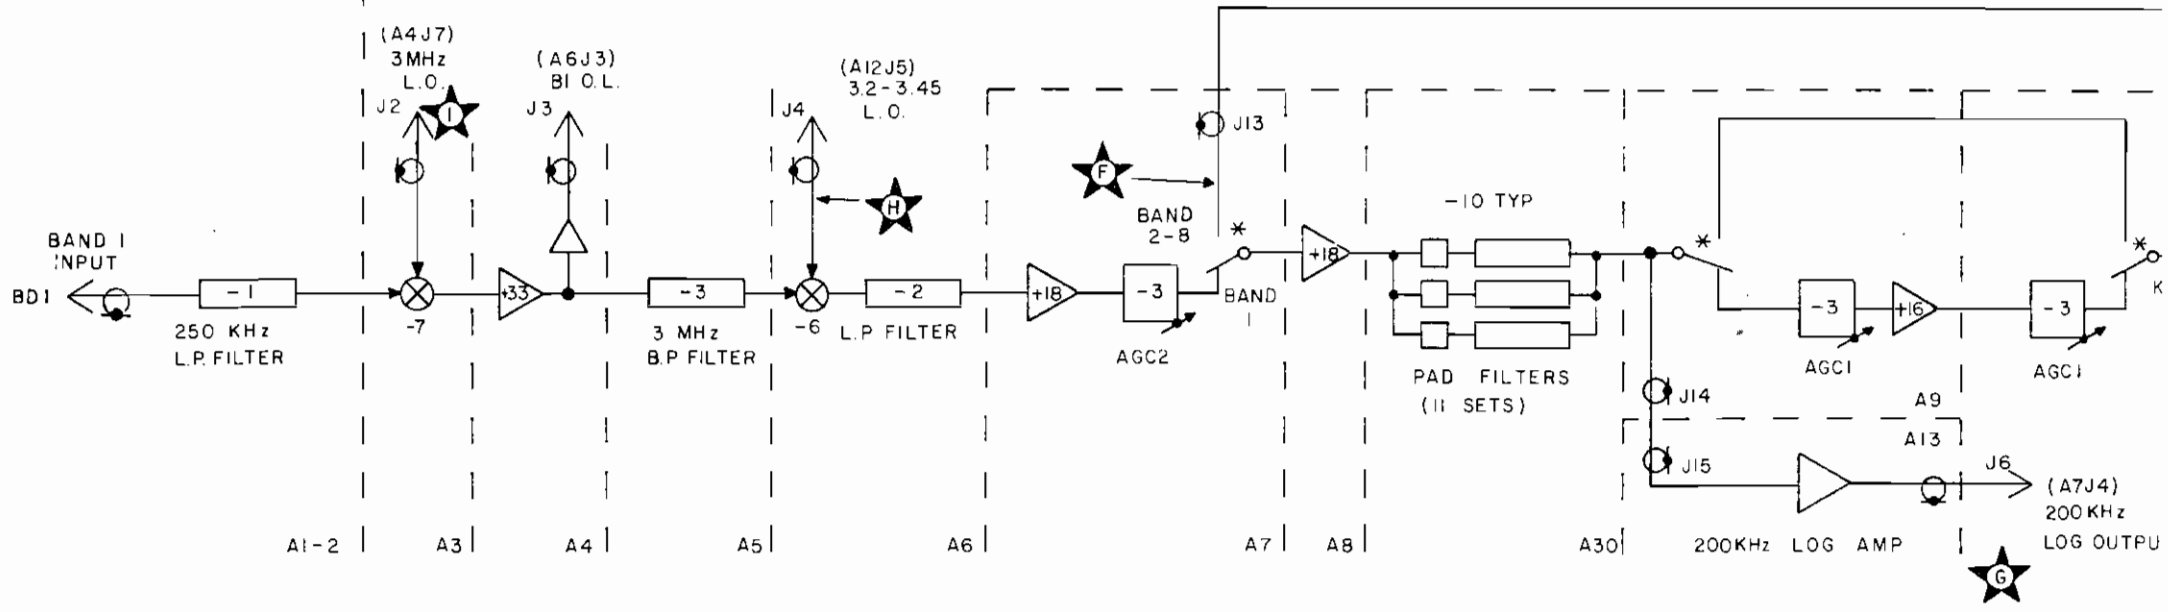 (A4J7)
3MHz
L.O.
J2
I
(A6J3)
BI O.L.
J3
(A12J5)
3.2-3.45
L.O.
J4
H
F
J13
BAND
2-8
*
BAND
1
BAND 1
INPUT
BD1
-1
250 KHz
L.P. FILTER
-7
+33
-3
3 MHz
B.P FILTER
-6
-2
L.P FILTER
+18
-3
AGC2
+18
-10 TYP
PAD FILTERS
(11 SETS)
*
-3
AGC1
+16
-3
AGC1
*
K
J14
A9
A13
J15
J6
(A7J4)
200KHz
LOG OUTPU
G
A1-2
A3
A4
A5
A6
A7
A8
A30
200KHz LOG AMP